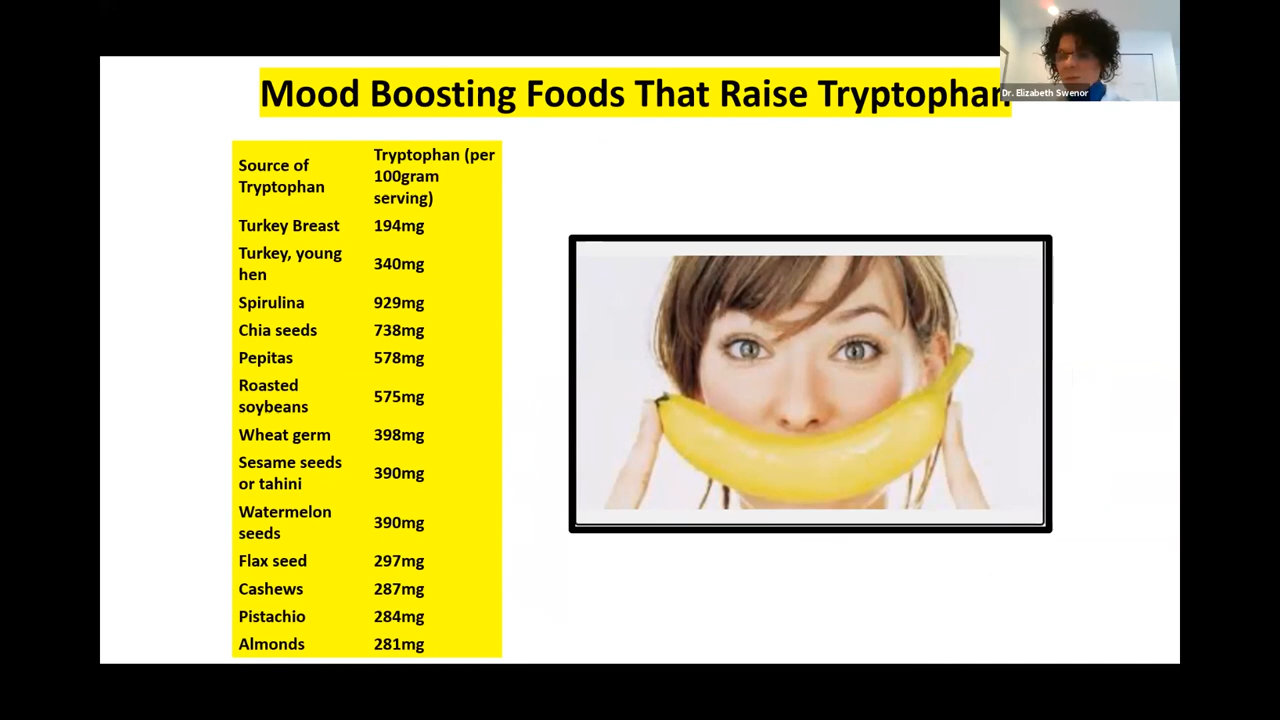 Mood Boosting Foods That Raise Tryptophan
Dr. Elizabeth Swenor
Source of
Tryptophan
Tryptophan (per
100gram
serving)
Turkey Breast 194mg
Turkey, young
hen
340mg
Spirulina 929mg
Chia seeds 738mg
Pepitas 578mg
Roasted
soybeans
575mg
Wheat germ 398mg
Sesame seeds
or tahini
390mg
Watermelon
seeds
390mg
Flax seed 297mg
Cashews 287mg
Pistachio 284mg
Almonds 281mg